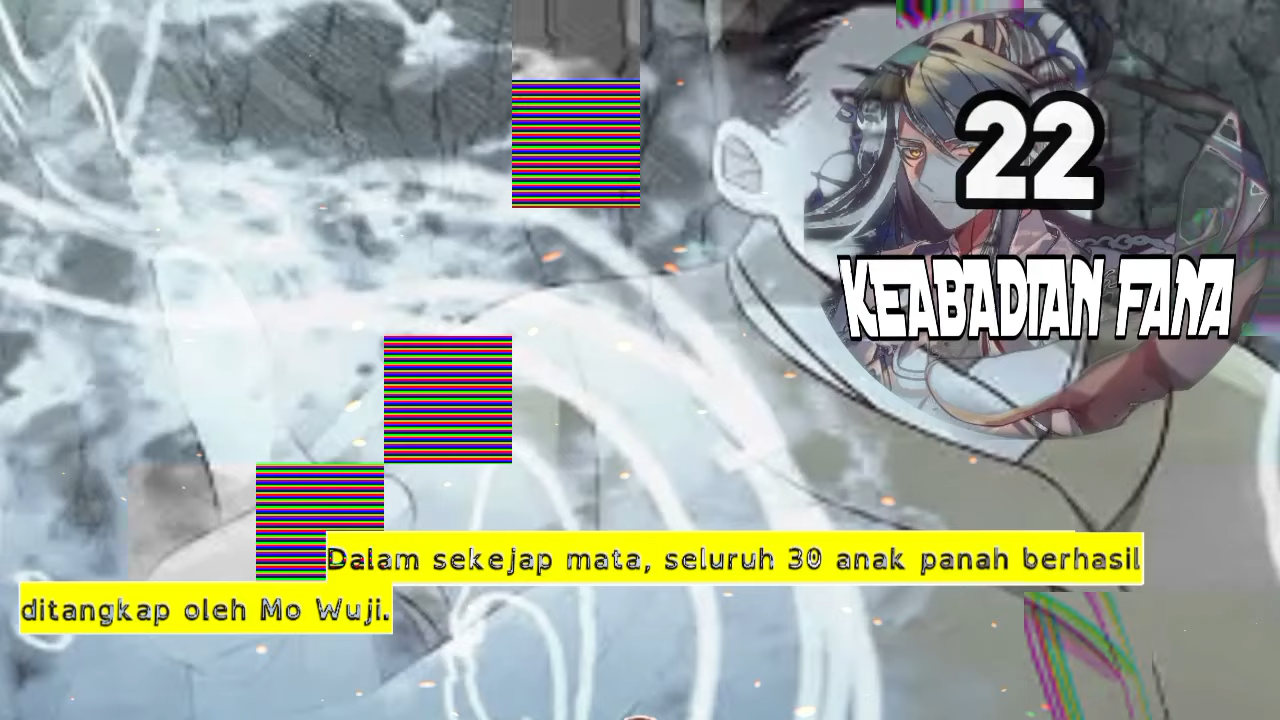 22
KEABADIAN FANA
Dalam sekejap mata, seluruh 30 anak panah berhasil
ditangkap oleh Mo Wuji.